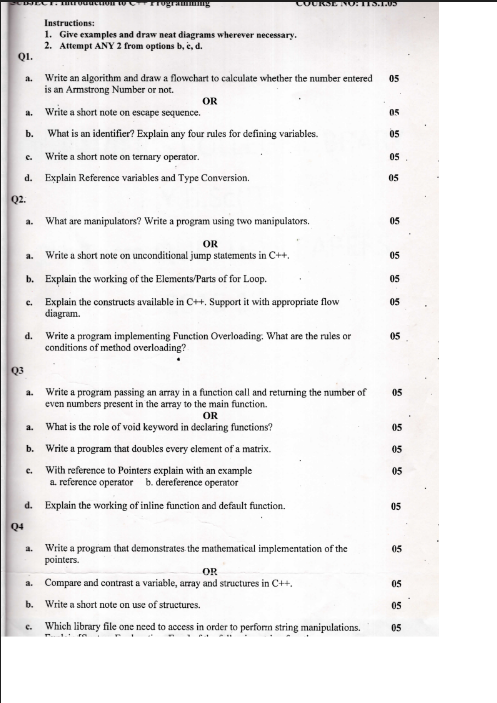 SUBJECT: Introduction to C++ Programming COURSE NO: ITS.1.05
Instructions:
1. Give examples and draw neat diagrams wherever necessary.
2. Attempt ANY 2 from options b, c, d.
Q1.
a. Write an algorithm and draw a flowchart to calculate whether the number entered 05
is an Armstrong Number or not.
OR
a. Write a short note on escape sequence. 05
b. What is an identifier? Explain any four rules for defining variables. 05
c. Write a short note on ternary operator. 05
d. Explain Reference variables and Type Conversion. 05
Q2.
a. What are manipulators? Write a program using two manipulators. 05
OR
a. Write a short note on unconditional jump statements in C++. 05
b. Explain the working of the Elements/Parts of for Loop. 05
c. Explain the constructs available in C++. Support it with appropriate flow 05
diagram.
d. Write a program implementing Function Overloading. What are the rules or 05
conditions of method overloading?
Q3
a. Write a program passing an array in a function call and returning the number of 05
even numbers present in the array to the main function.
OR
a. What is the role of void keyword in declaring functions? 05
b. Write a program that doubles every element of a matrix. 05
c. With reference to Pointers explain with an example 05
a. reference operator b. dereference operator
d. Explain the working of inline function and default function. 05
Q4
a. Write a program that demonstrates the mathematical implementation of the 05
pointers.
OR
a. Compare and contrast a variable, array and structures in C++. 05
b. Write a short note on use of structures. 05
c. Which library file one need to access in order to perform string manipulations. 05